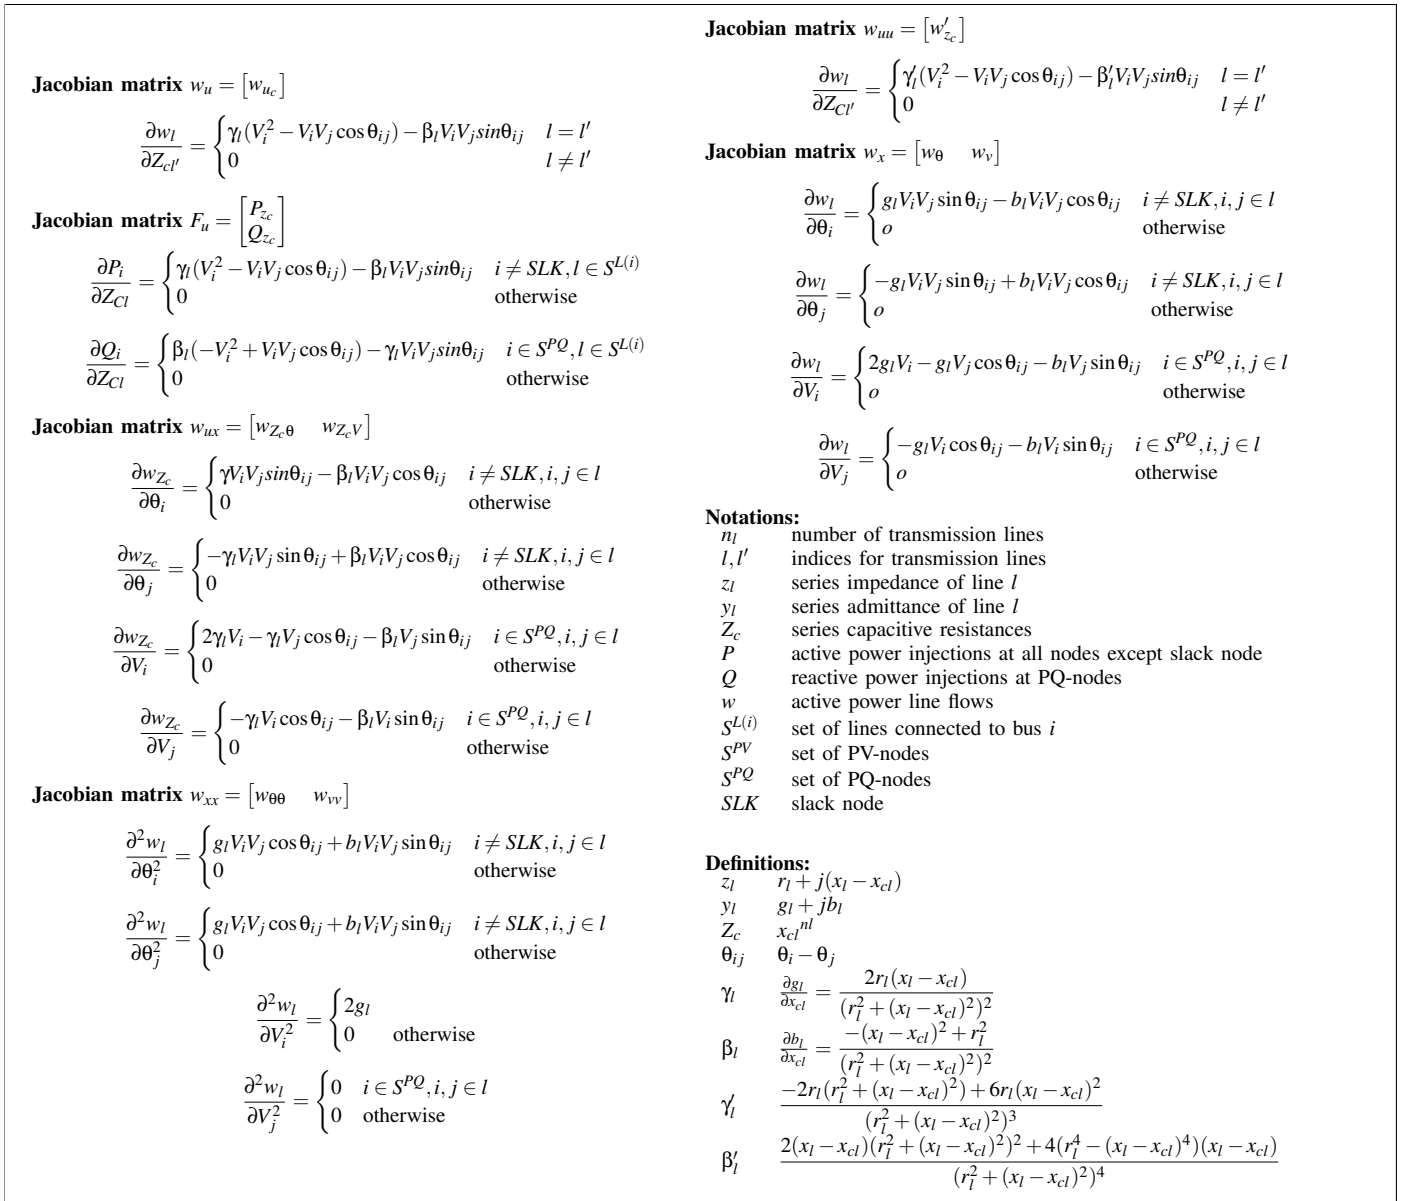 Jacobian matrix w_u = [w_{u_c}]
∂w_l/∂Z_{cl′} = { γ_l(V_i^2 − V_iV_j cos θ_{ij}) − β_lV_iV_j sinθ_{ij}   l = l′
0   l ≠ l′
Jacobian matrix F_u = [P_{z_c}
Q_{z_c}]
∂P_i/∂Z_{Cl} = { γ_l(V_i^2 − V_iV_j cos θ_{ij}) − β_lV_iV_j sinθ_{ij}   i ≠ SLK, l ∈ S^{L(i)}
0   otherwise
∂Q_i/∂Z_{Cl} = { β_l(−V_i^2 + V_iV_j cos θ_{ij}) − γ_lV_iV_j sinθ_{ij}   i ∈ S^{PQ}, l ∈ S^{L(i)}
0   otherwise
Jacobian matrix w_{ux} = [w_{Z_cθ}   w_{Z_cV}]
∂w_{Z_c}/∂θ_i = { γV_iV_j sinθ_{ij} − β_lV_iV_j cos θ_{ij}   i ≠ SLK, i, j ∈ l
0   otherwise
∂w_{Z_c}/∂θ_j = { −γ_lV_iV_j sin θ_{ij} + β_lV_iV_j cos θ_{ij}   i ≠ SLK, i, j ∈ l
0   otherwise
∂w_{Z_c}/∂V_i = { 2γ_lV_i − γ_lV_j cos θ_{ij} − β_lV_j sin θ_{ij}   i ∈ S^{PQ}, i, j ∈ l
0   otherwise
∂w_{Z_c}/∂V_j = { −γ_lV_i cos θ_{ij} − β_lV_i sin θ_{ij}   i ∈ S^{PQ}, i, j ∈ l
0   otherwise
Jacobian matrix w_{xx} = [w_{θθ}   w_{vv}]
∂^2w_l/∂θ_i^2 = { g_lV_iV_j cos θ_{ij} + b_lV_iV_j sin θ_{ij}   i ≠ SLK, i, j ∈ l
0   otherwise
∂^2w_l/∂θ_j^2 = { g_lV_iV_j cos θ_{ij} + b_lV_iV_j sin θ_{ij}   i ≠ SLK, i, j ∈ l
0   otherwise
∂^2w_l/∂V_i^2 = { 2g_l
0   otherwise
∂^2w_l/∂V_j^2 = { 0   i ∈ S^{PQ}, i, j ∈ l
0   otherwise
Jacobian matrix w_{uu} = [w′_{z_c}]
∂w_l/∂Z_{Cl′} = { γ′_l(V_i^2 − V_iV_j cos θ_{ij}) − β′_lV_iV_j sinθ_{ij}   l = l′
0   l ≠ l′
Jacobian matrix w_x = [w_θ   w_v]
∂w_l/∂θ_i = { g_lV_iV_j sin θ_{ij} − b_lV_iV_j cos θ_{ij}   i ≠ SLK, i, j ∈ l
o   otherwise
∂w_l/∂θ_j = { −g_lV_iV_j sin θ_{ij} + b_lV_iV_j cos θ_{ij}   i ≠ SLK, i, j ∈ l
o   otherwise
∂w_l/∂V_i = { 2g_lV_i − g_lV_j cos θ_{ij} − b_lV_j sin θ_{ij}   i ∈ S^{PQ}, i, j ∈ l
o   otherwise
∂w_l/∂V_j = { −g_lV_i cos θ_{ij} − b_lV_i sin θ_{ij}   i ∈ S^{PQ}, i, j ∈ l
o   otherwise
Notations:
n_l   number of transmission lines
l, l′   indices for transmission lines
z_l   series impedance of line l
y_l   series admittance of line l
Z_c   series capacitive resistances
P   active power injections at all nodes except slack node
Q   reactive power injections at PQ-nodes
w   active power line flows
S^{L(i)}   set of lines connected to bus i
S^{PV}   set of PV-nodes
S^{PQ}   set of PQ-nodes
SLK   slack node
Definitions:
z_l   r_l + j(x_l − x_{cl})
y_l   g_l + jb_l
Z_c   x_{cl}^{nl}
θ_{ij}   θ_i − θ_j
γ_l   ∂g_l/∂x_{cl} = 2r_l(x_l − x_{cl}) / (r_l^2 + (x_l − x_{cl})^2)^2
β_l   ∂b_l/∂x_{cl} = −(x_l − x_{cl})^2 + r_l^2 / (r_l^2 + (x_l − x_{cl})^2)^2
γ′_l   −2r_l(r_l^2 + (x_l − x_{cl})^2) + 6r_l(x_l − x_{cl})^2 / (r_l^2 + (x_l − x_{cl})^2)^3
β′_l   2(x_l − x_{cl})(r_l^2 + (x_l − x_{cl})^2)^2 + 4(r_l^4 − (x_l − x_{cl})^4)(x_l − x_{cl}) / (r_l^2 + (x_l − x_{cl})^2)^4